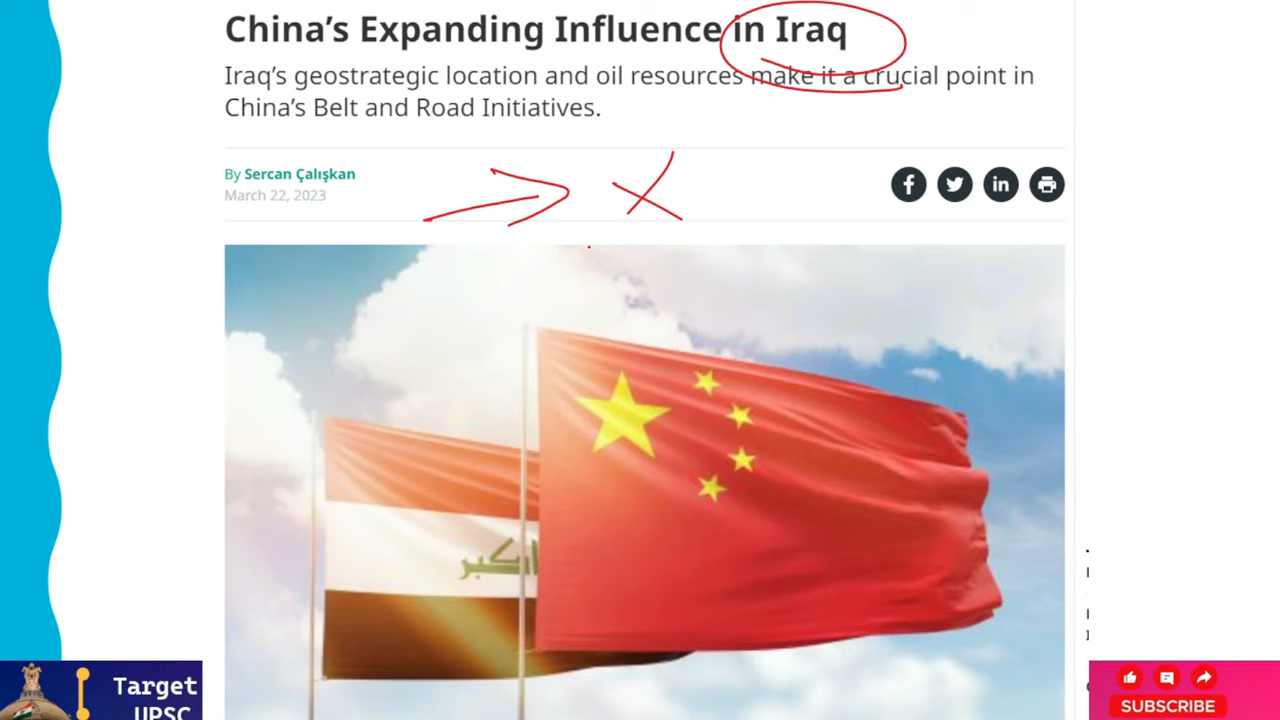 China’s Expanding Influence in Iraq
Iraq’s geostrategic location and oil resources make it a crucial point in
China’s Belt and Road Initiatives.
By Sercan Çalışkan
March 22, 2023
f in
اكبر
Target
UPSC
SUBSCRIBE